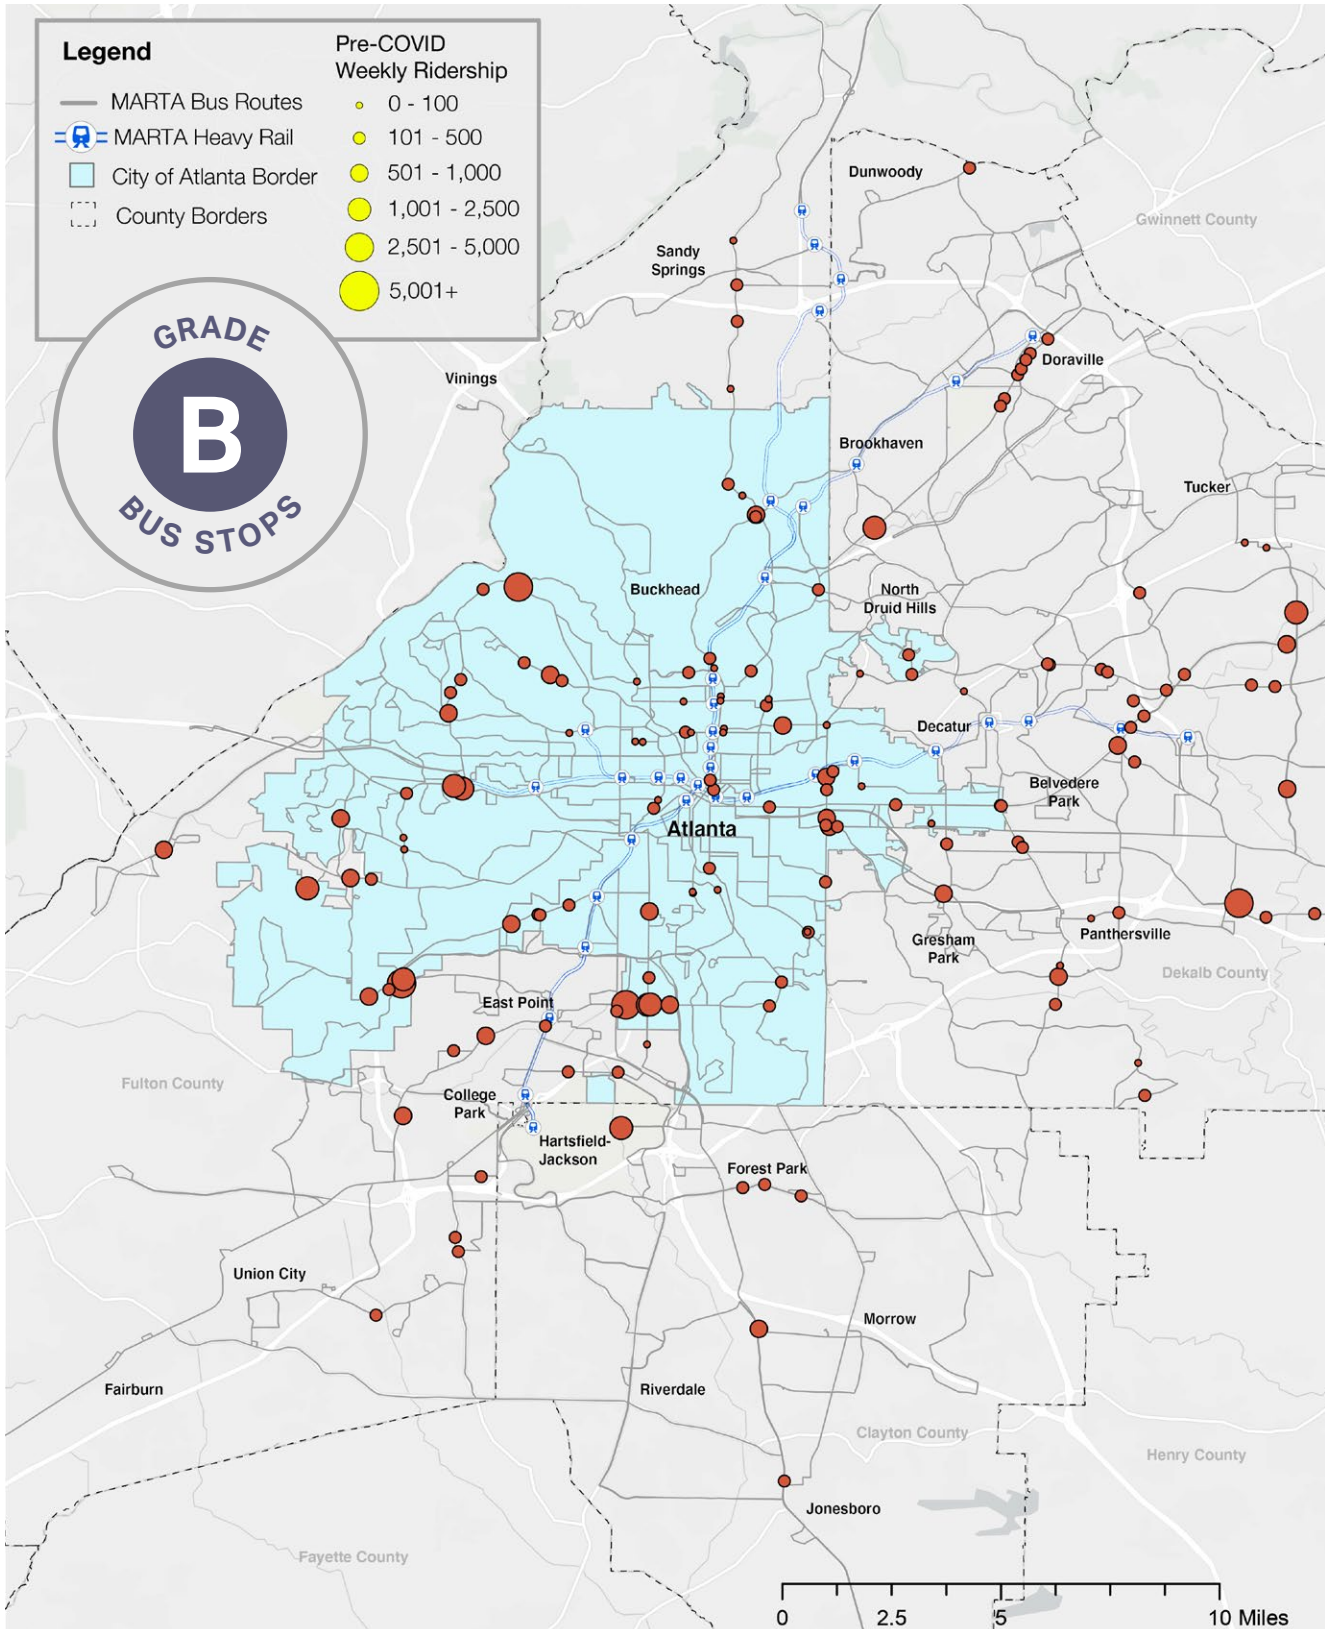 Legend
MARTA Bus Routes
MARTA Heavy Rail
City of Atlanta Border
County Borders
Pre-COVID
Weekly Ridership
0 - 100
101 - 500
501 - 1,000
1,001 - 2,500
2,501 - 5,000
5,001+
GRADE
B
BUS STOPS
Dunwoody
Gwinnett County
Sandy
Springs
Doraville
Vinings
Brookhaven
Tucker
Buckhead
North
Druid Hills
Decatur
Belvedere
Park
Atlanta
Gresham
Park
Panthersville
Dekalb County
East Point
Fulton County
College
Park
Hartsfield-
Jackson
Forest Park
Union City
Morrow
Fairburn
Riverdale
Clayton County
Henry County
Jonesboro
Fayette County
0 2.5 5 10 Miles